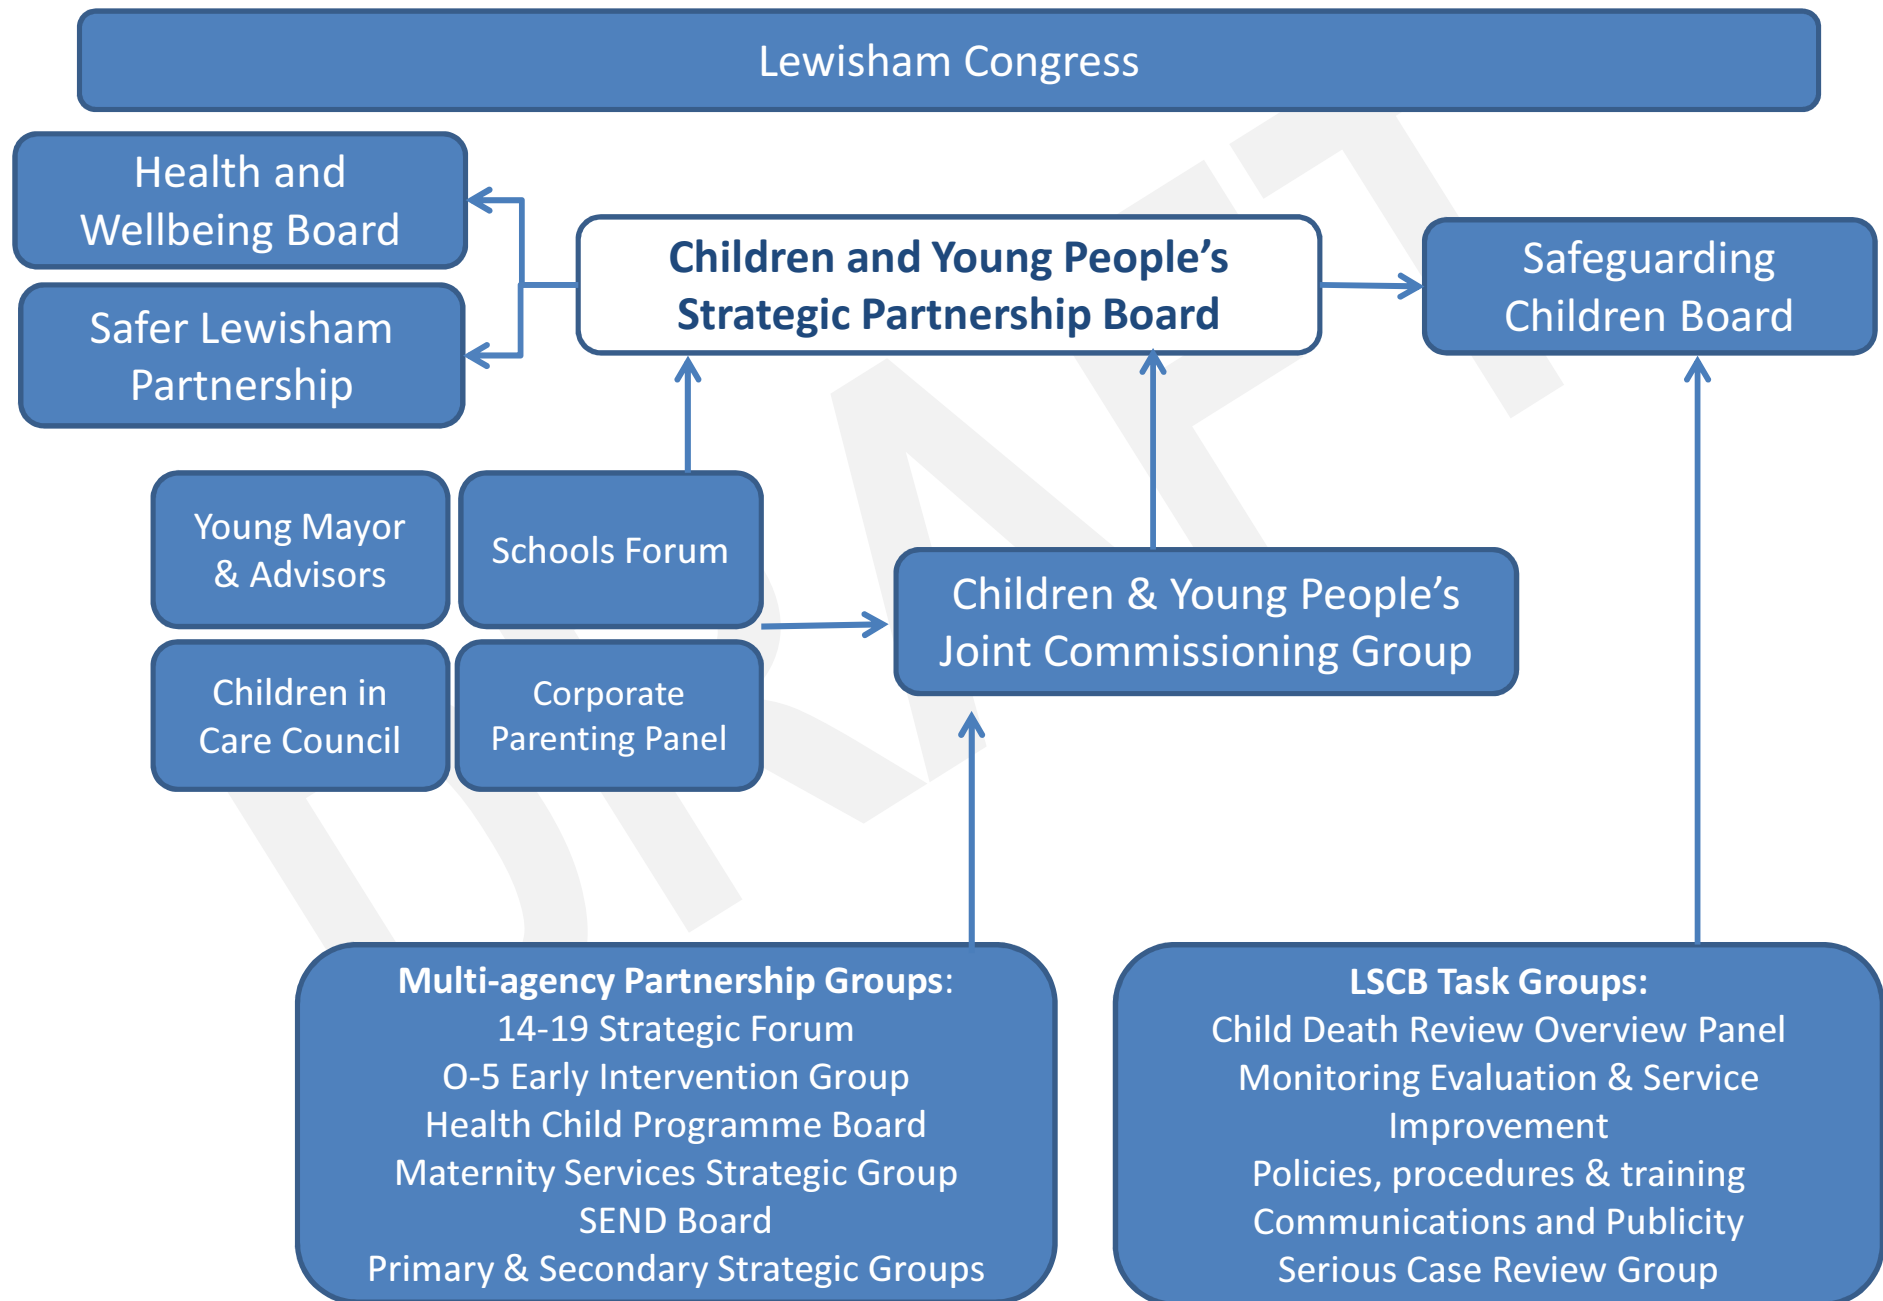 Lewisham Congress
Health and
Wellbeing Board
Children and Young People’s
Strategic Partnership Board
Safeguarding
Children Board
Safer Lewisham
Partnership
Young Mayor
& Advisors
Schools Forum
Children & Young People’s
Joint Commissioning Group
Children in
Care Council
Corporate
Parenting Panel
Multi-agency Partnership Groups:
14-19 Strategic Forum
O-5 Early Intervention Group
Health Child Programme Board
Maternity Services Strategic Group
SEND Board
Primary & Secondary Strategic Groups
LSCB Task Groups:
Child Death Review Overview Panel
Monitoring Evaluation & Service
Improvement
Policies, procedures & training
Communications and Publicity
Serious Case Review Group
DRAFT